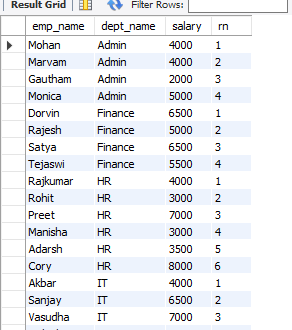 Result Grid Filter Rows:
emp_name dept_name salary rn
Mohan Admin 4000 1
Marvam Admin 4000 2
Gautham Admin 2000 3
Monica Admin 5000 4
Dorvin Finance 6500 1
Rajesh Finance 5000 2
Satya Finance 6500 3
Tejaswi Finance 5500 4
Rajkumar HR 4000 1
Rohit HR 3000 2
Preet HR 7000 3
Manisha HR 3000 4
Adarsh HR 3500 5
Cory HR 8000 6
Akbar IT 4000 1
Sanjay IT 6500 2
Vasudha IT 7000 3